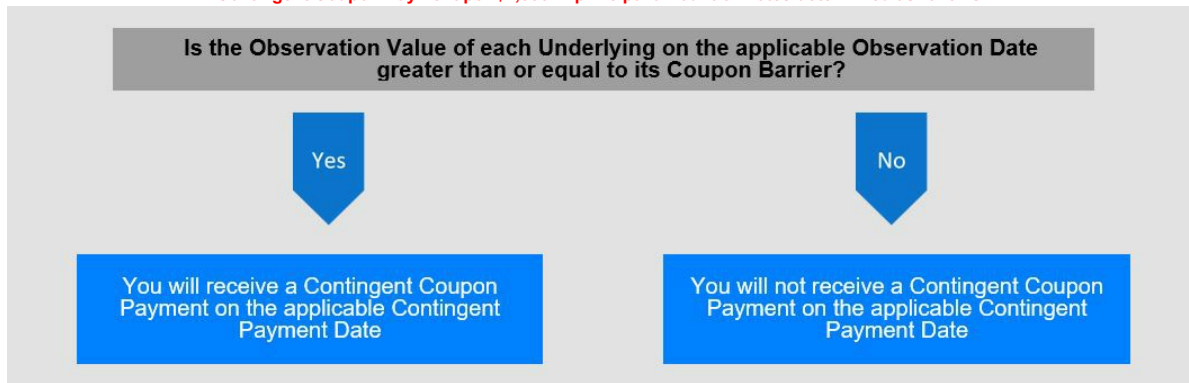 Is the Observation Value of each Underlying on the applicable Observation Date
greater than or equal to its Coupon Barrier?
Yes
No
You will receive a Contingent Coupon
Payment on the applicable Contingent
Payment Date
You will not receive a Contingent Coupon
Payment on the applicable Contingent
Payment Date